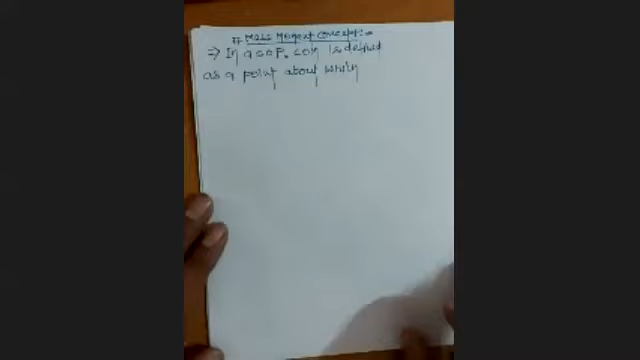 # Mass Moment Concept :-
⇒ In a S.O.P. COM is defined
as a point about which